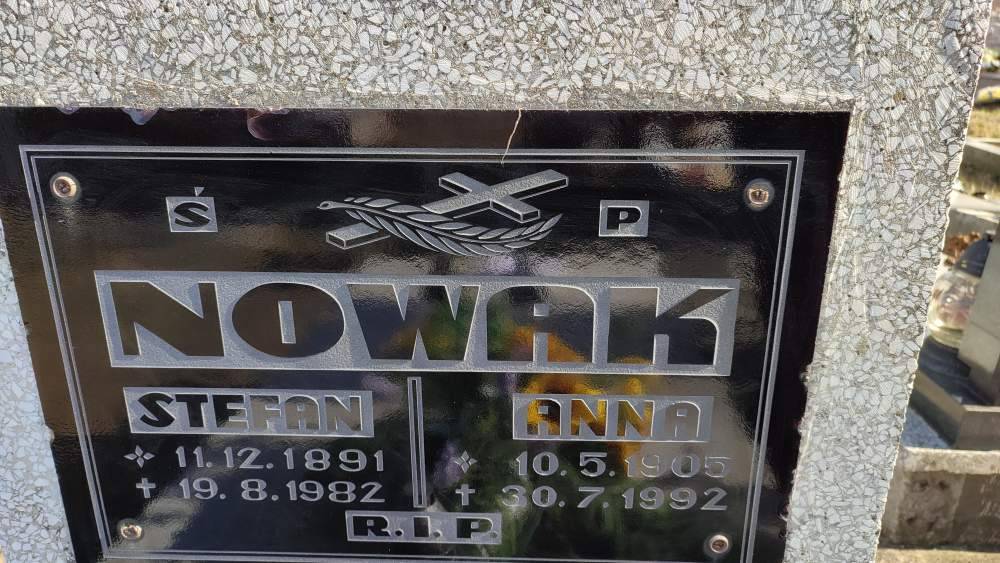 Ś P
NOWAK
STEFAN ANNA
11.12.1891 10.5.1905
19.8.1982 30.7.1992
R.I.P.